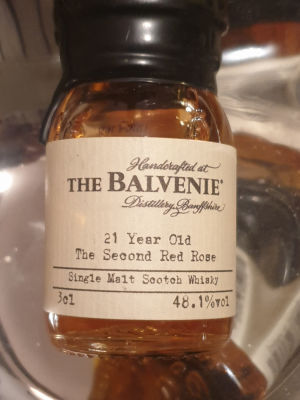 Handcrafted at
THE BALVENIE®
Distillery, Banffshire
21 Year Old
The Second Red Rose
Single Malt Scotch Whisky
3cl 48.1%vol